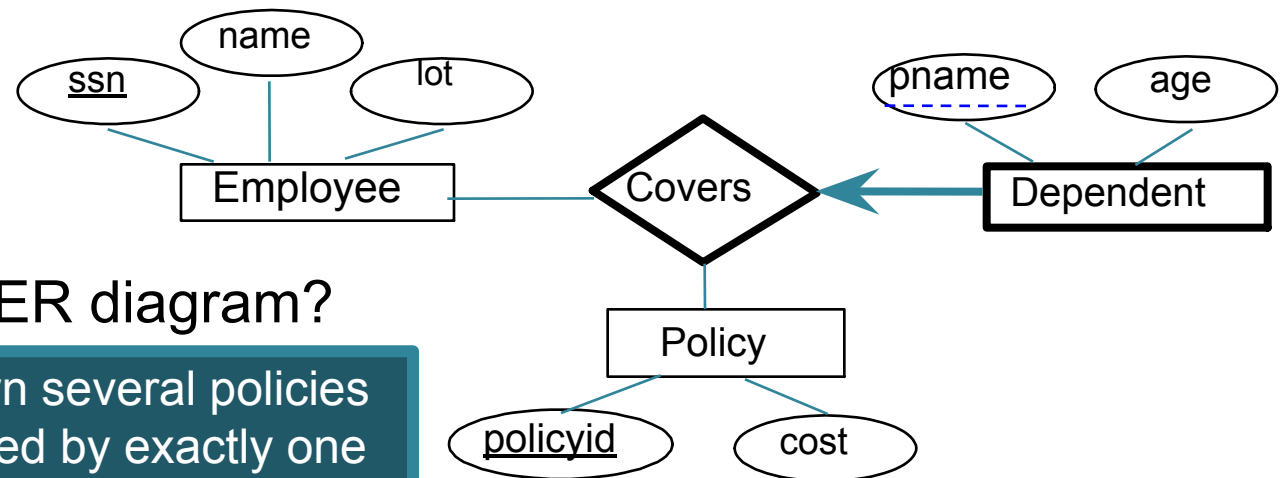 name
ssn
lot
pname
age
Employee
Covers
Dependent
ER diagram?
Policy
several policies
ed by exactly one
policyid
cost